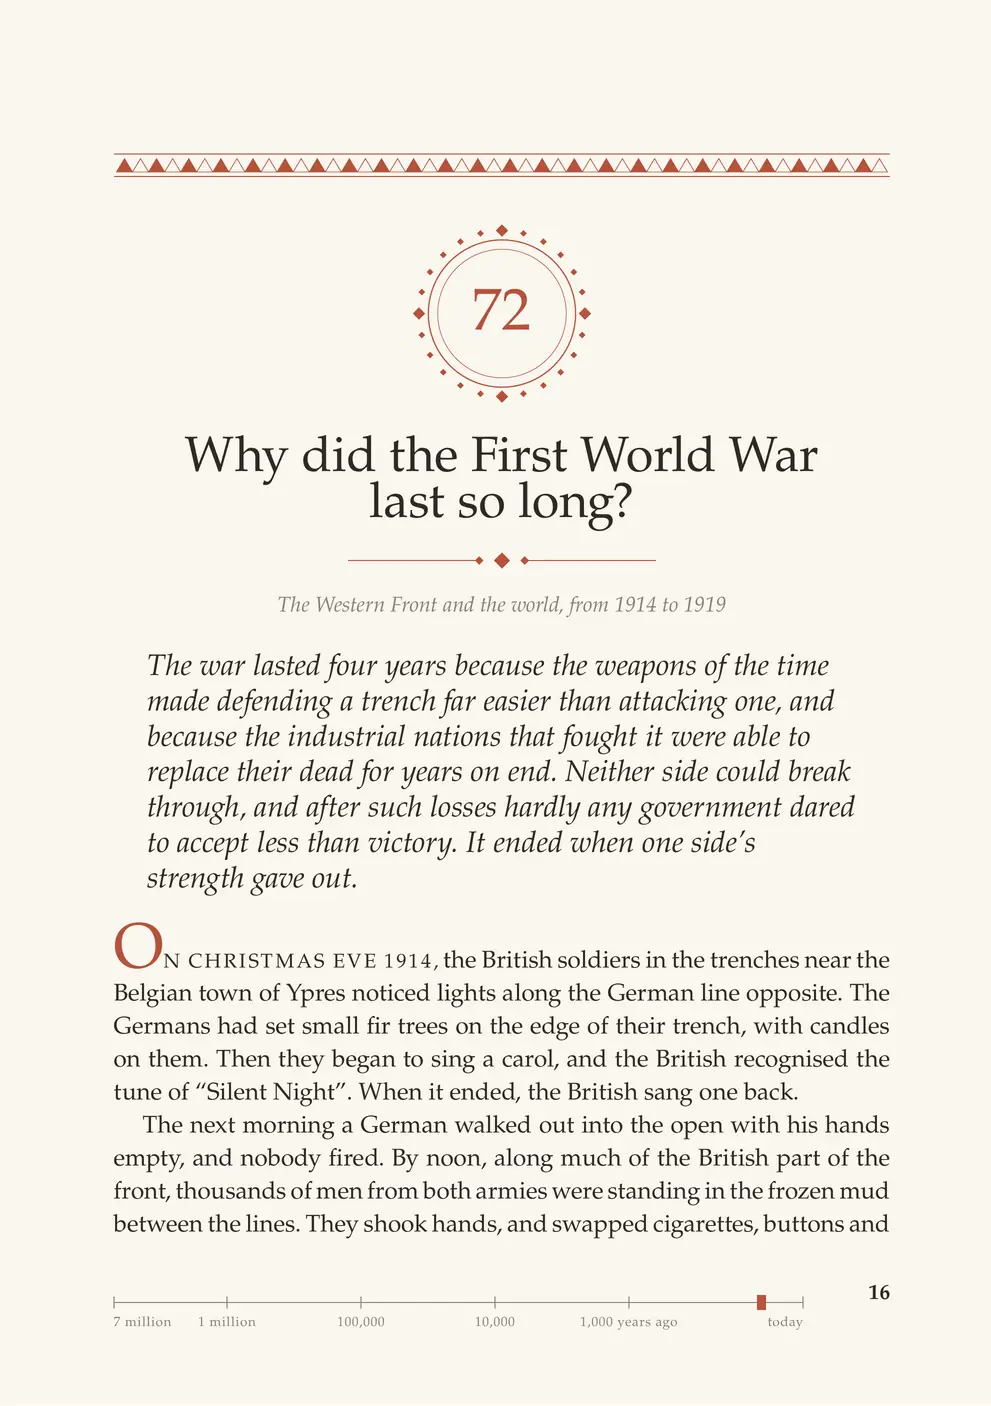 72
Why did the First World War
last so long?
The Western Front and the world, from 1914 to 1919
The war lasted four years because the weapons of the time
made defending a trench far easier than attacking one, and
because the industrial nations that fought it were able to
replace their dead for years on end. Neither side could break
through, and after such losses hardly any government dared
to accept less than victory. It ended when one side’s
strength gave out.
ON CHRISTMAS EVE 1914, the British soldiers in the trenches near the
Belgian town of Ypres noticed lights along the German line opposite. The
Germans had set small fir trees on the edge of their trench, with candles
on them. Then they began to sing a carol, and the British recognised the
tune of “Silent Night”. When it ended, the British sang one back.
The next morning a German walked out into the open with his hands
empty, and nobody fired. By noon, along much of the British part of the
front, thousands of men from both armies were standing in the frozen mud
between the lines. They shook hands, and swapped cigarettes, buttons and
16
7 million 1 million 100,000 10,000 1,000 years ago today